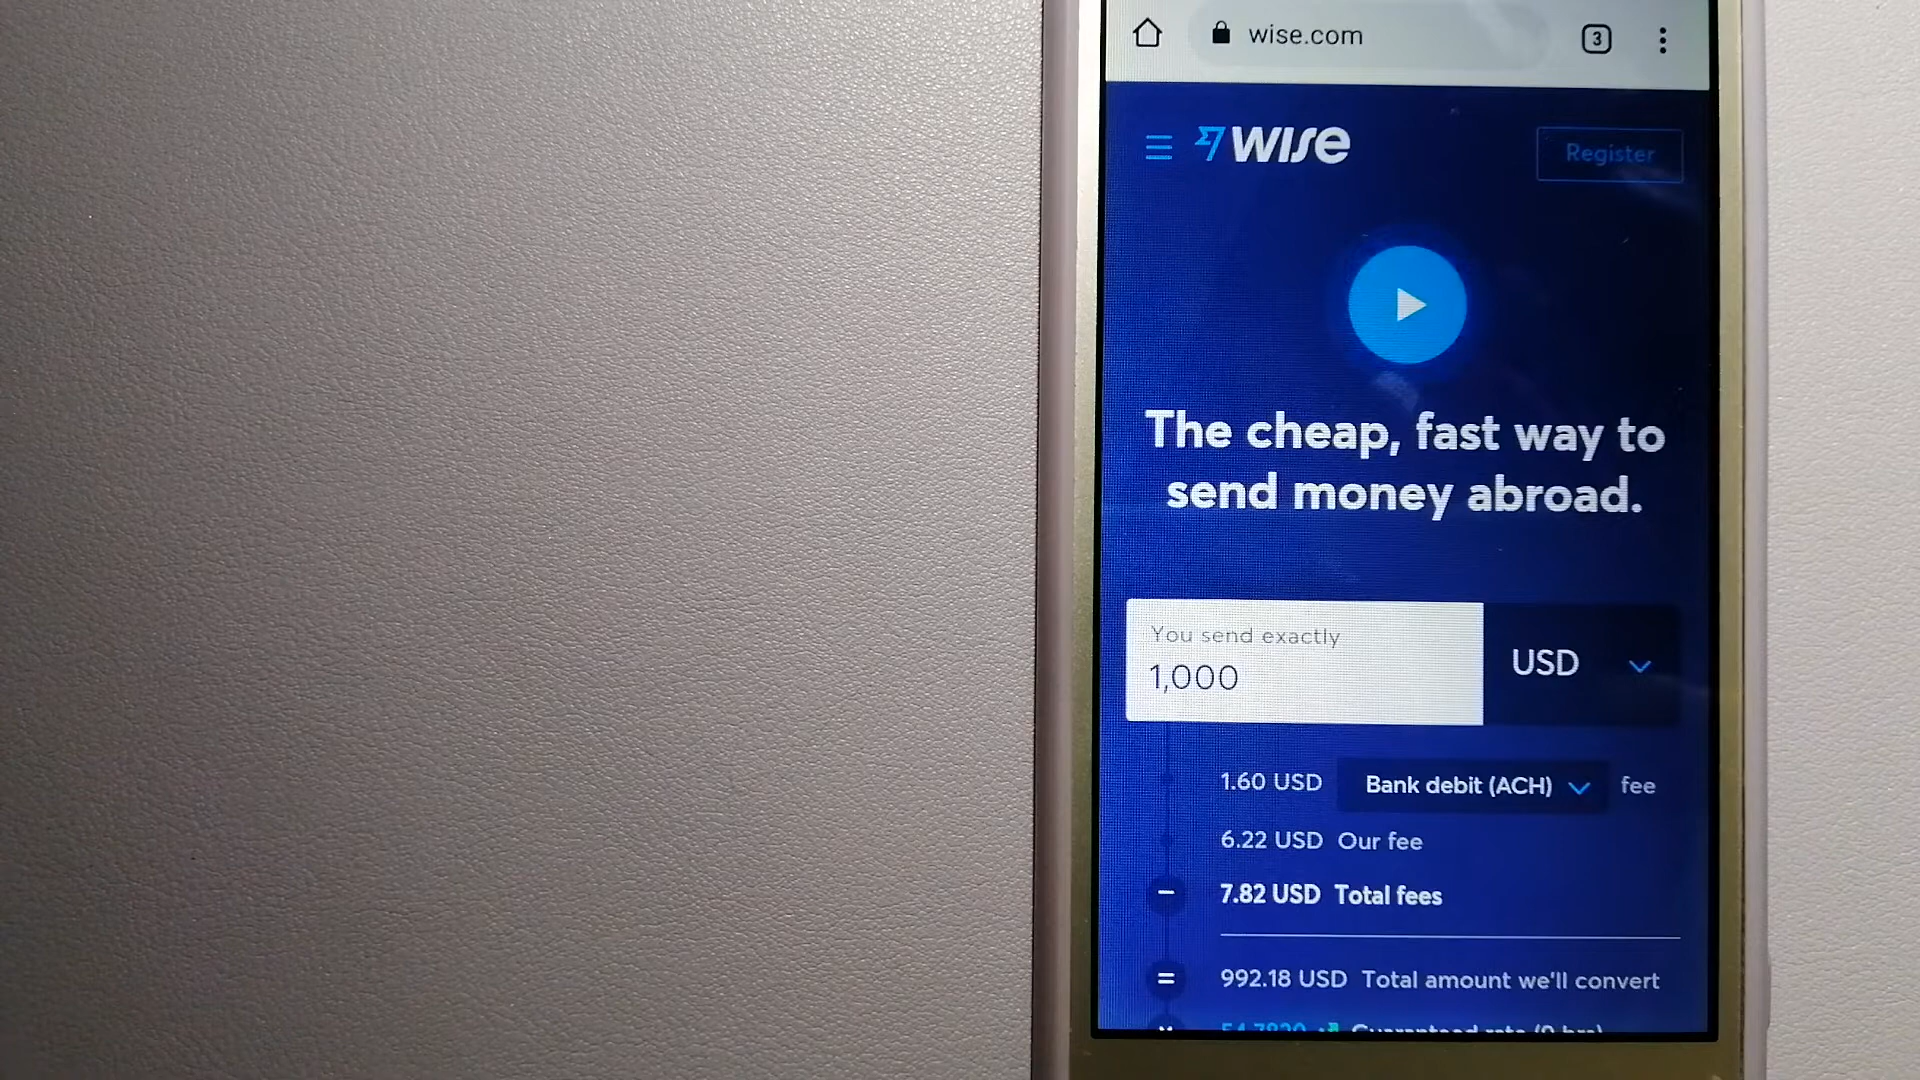 wise.com
3
wise
Register
The cheap, fast way to
send money abroad.
You send exactly
1,000
USD
1.60 USD Bank debit (ACH) fee
6.22 USD Our fee
7.82 USD Total fees
992.18 USD Total amount we'll convert
Guaranteed rate